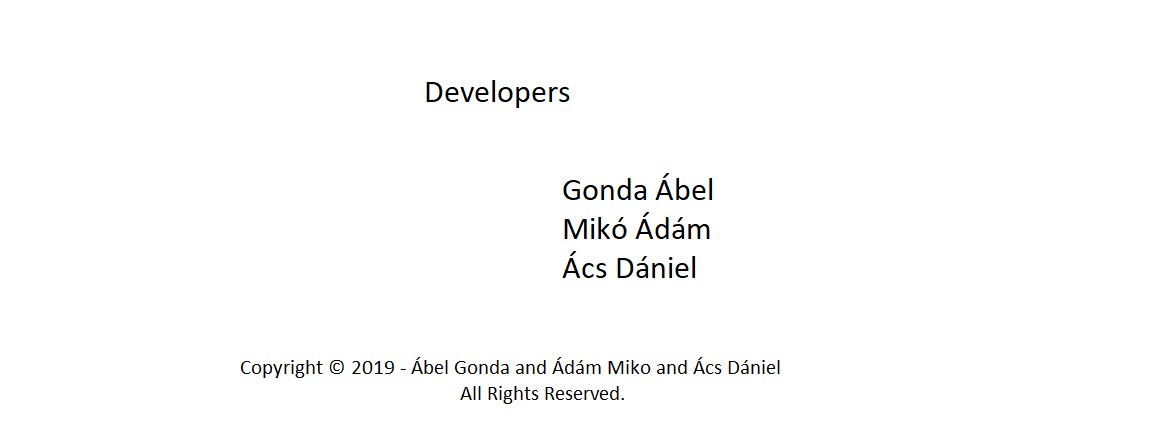 Developers
Gonda Ábel
Mikó Ádám
Ács Dániel
Copyright © 2019 - Ábel Gonda and Ádám Miko and Ács Dániel
All Rights Reserved.